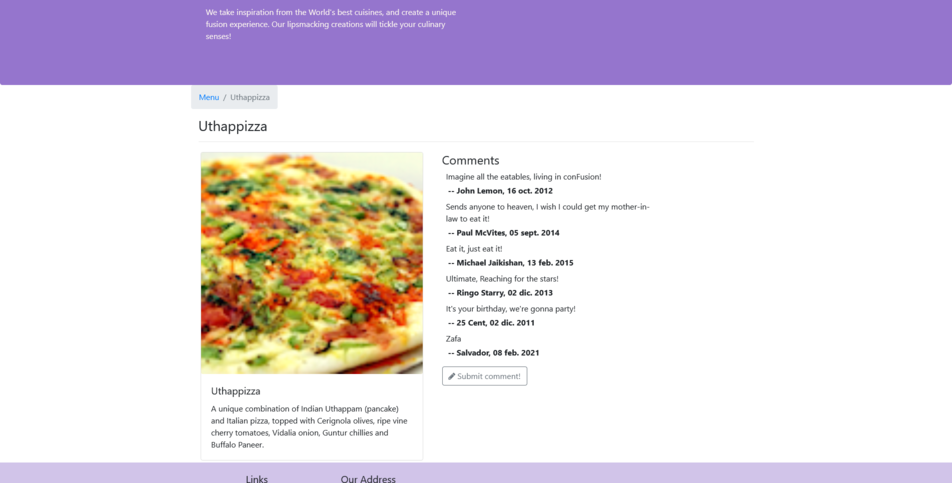 We take inspiration from the World's best cuisines, and create a unique
fusion experience. Our lipsmacking creations will tickle your culinary
senses!
Menu / Uthappizza
Uthappizza
Comments
Imagine all the eatables, living in conFusion!
-- John Lemon, 16 oct. 2012
Sends anyone to heaven, I wish I could get my mother-in-
law to eat it!
-- Paul McVites, 05 sept. 2014
Eat it, just eat it!
-- Michael Jaikishan, 13 feb. 2015
Ultimate, Reaching for the stars!
-- Ringo Starry, 02 dic. 2013
It's your birthday, we're gonna party!
-- 25 Cent, 02 dic. 2011
Zafa
-- Salvador, 08 feb. 2021
Submit comment!
Uthappizza
A unique combination of Indian Uthappam (pancake)
and Italian pizza, topped with Cerignola olives, ripe vine
cherry tomatoes, Vidalia onion, Guntur chillies and
Buffalo Paneer.
Links
Our Address